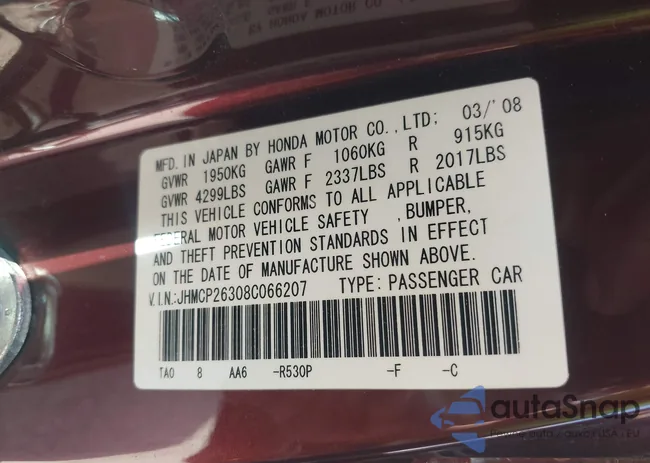 MFD. IN JAPAN BY HONDA MOTOR CO.,LTD; 03/'08
GVWR 1950KG GAWR F 1060KG R 915KG
GVWR 4299LBS GAWR F 2337LBS R 2017LBS
THIS VEHICLE CONFORMS TO ALL APPLICABLE
FEDERAL MOTOR VEHICLE SAFETY ,BUMPER,
AND THEFT PREVENTION STANDARDS IN EFFECT
ON THE DATE OF MANUFACTURE SHOWN ABOVE.
V.I.N.:JHMCP26308C066207 TYPE: PASSENGER CAR
TA0 8 AA6 -R530P -F -C
autoSnap